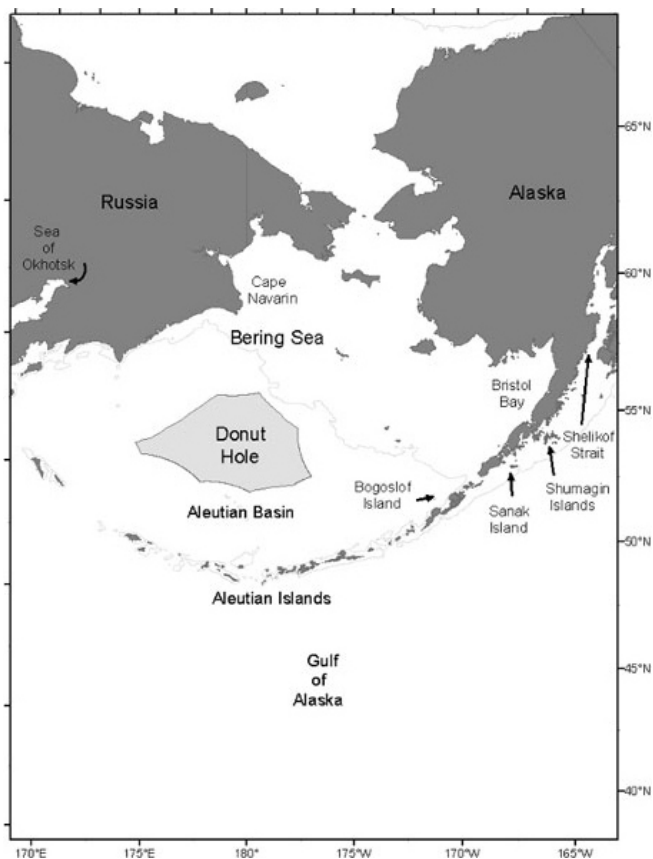 65°N
Russia
Alaska
Sea
of
Okhotsk
60°N
Cape
Navarin
Bering Sea
Bristol
Bay
55°N
Donut
Hole
Shelikof
Strait
Bogoslof
Island
Shumagin
Islands
Sanak
Island
Aleutian Basin
50°N
Aleutian Islands
Gulf
of
Alaska
45°N
40°N
170°E
175°E
180°
175°W
170°W
165°W